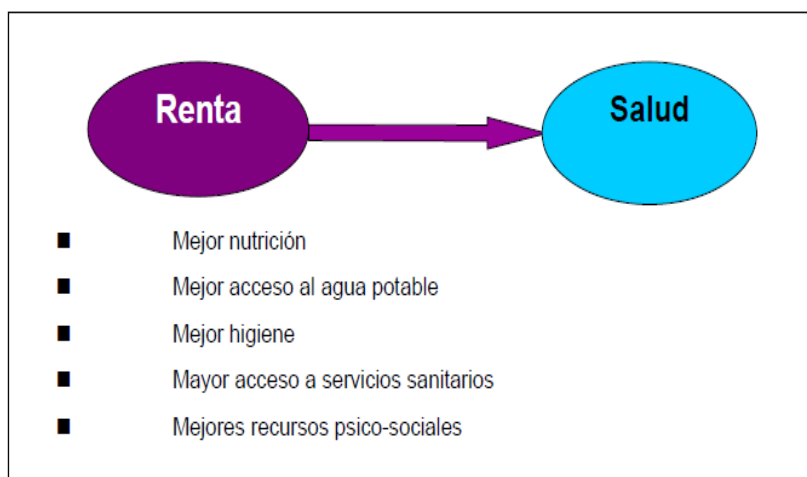 Renta
Salud
■ Mejor nutrición
■ Mejor acceso al agua potable
■ Mejor higiene
■ Mayor acceso a servicios sanitarios
■ Mejores recursos psico-sociales